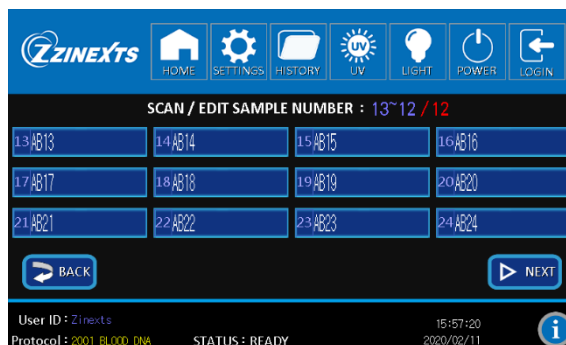 ZINEXTS
HOME SETTINGS HISTORY UV UV LIGHT POWER LOGIN
SCAN / EDIT SAMPLE NUMBER : 13~12 / 12
13 AB13 14 AB14 15 AB15 16 AB16
17 AB17 18 AB18 19 AB19 20 AB20
21 AB21 22 AB22 23 AB23 24 AB24
BACK NEXT
User ID : Zinexts 15:57:20
Protocol : 2001 BLOOD DNA STATUS : READY 2020/02/11